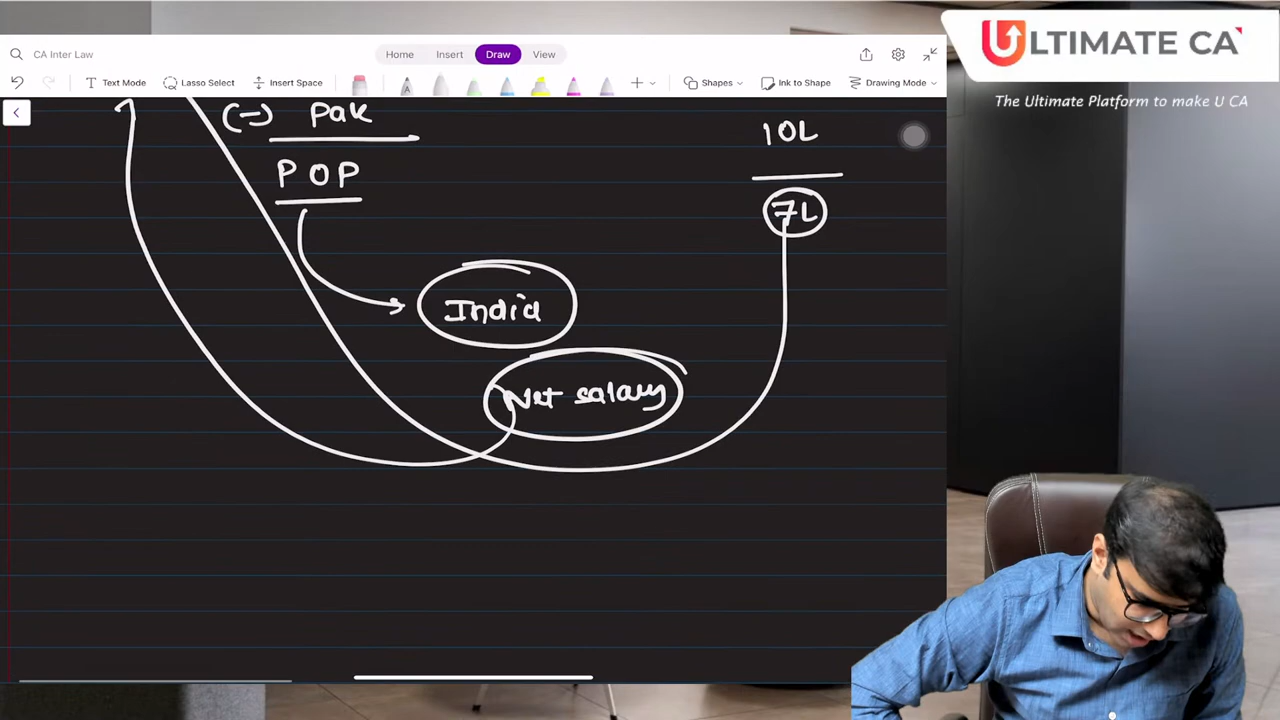 ULTIMATE CA
The Ultimate Platform to make U CA
CA Inter Law
Home Insert Draw View
Text Mode Lasso Select Insert Space Shapes Ink to Shape Drawing Mode
(-) Pak
POP
10L
7L
India
Net salary